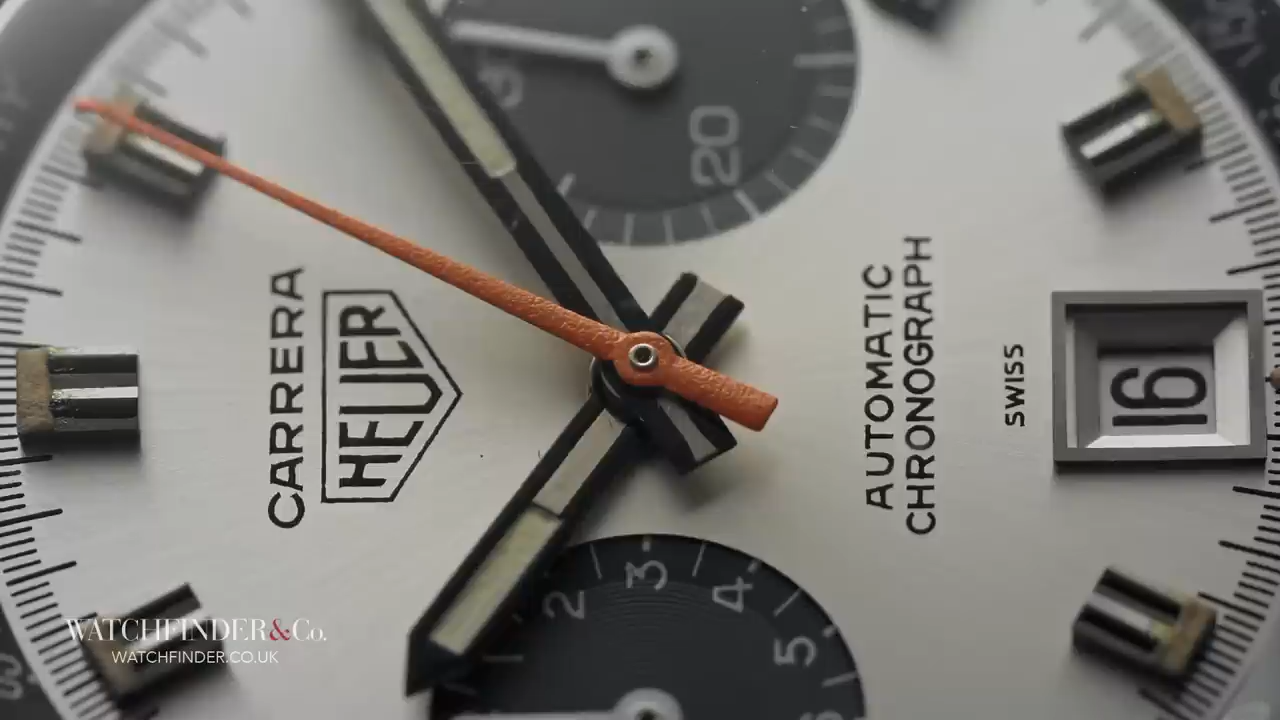 CARRERA
HEUER
AUTOMATIC
CHRONOGRAPH
SWISS
16
20
2
3
4
5
WATCHFINDER&Co.
WATCHFINDER.CO.UK